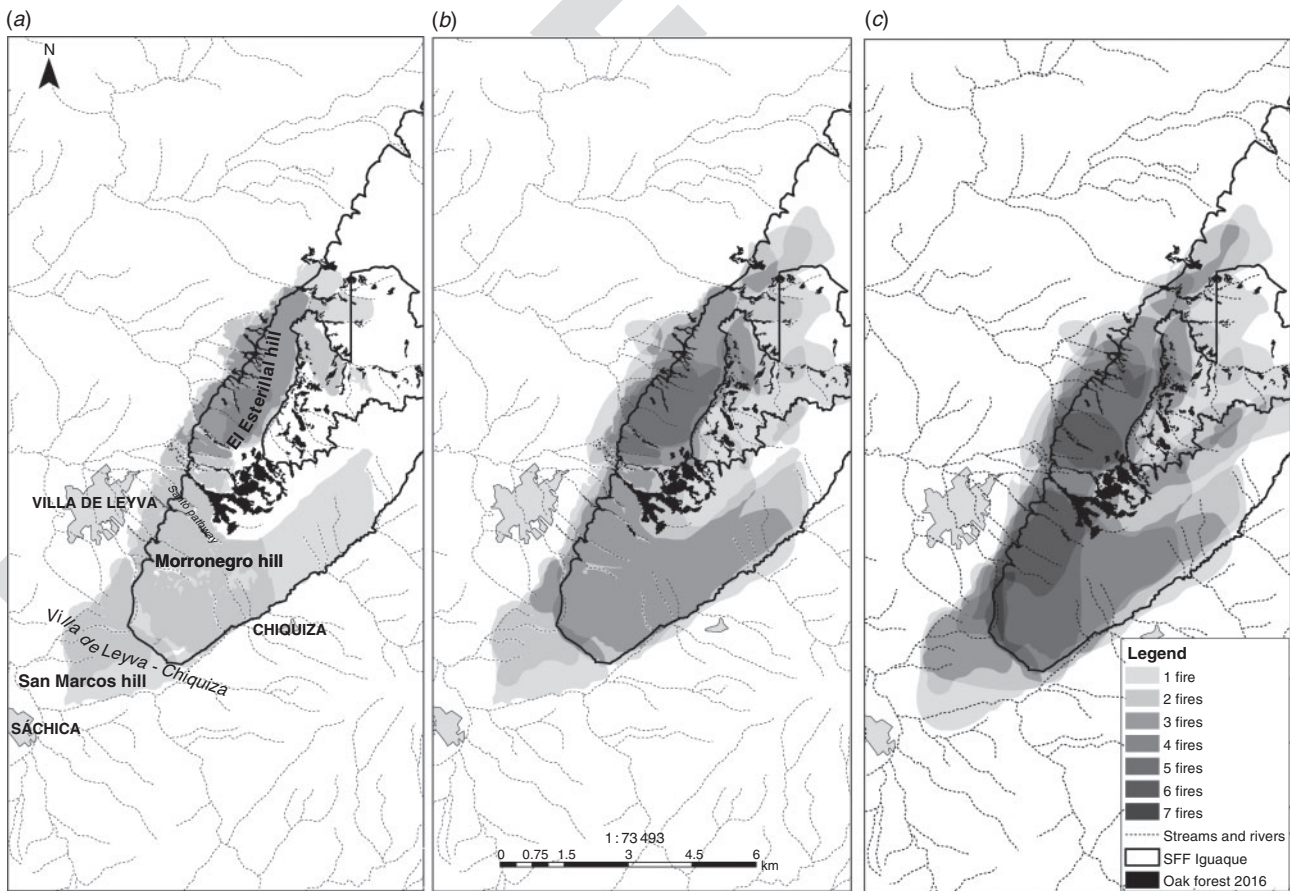 (a)
(b)
(c)
N
El Esterillal hill
VILLA DE LEYVA
Morronegro hill
CHIQUIZA
Villa de Leyva - Chiquiza
San Marcos hill
SÁCHICA
1 : 73 493
0 0.75 1.5 3 4.5 6
km
Legend
1 fire
2 fires
3 fires
4 fires
5 fires
6 fires
7 fires
Streams and rivers
SFF Iguaque
Oak forest 2016